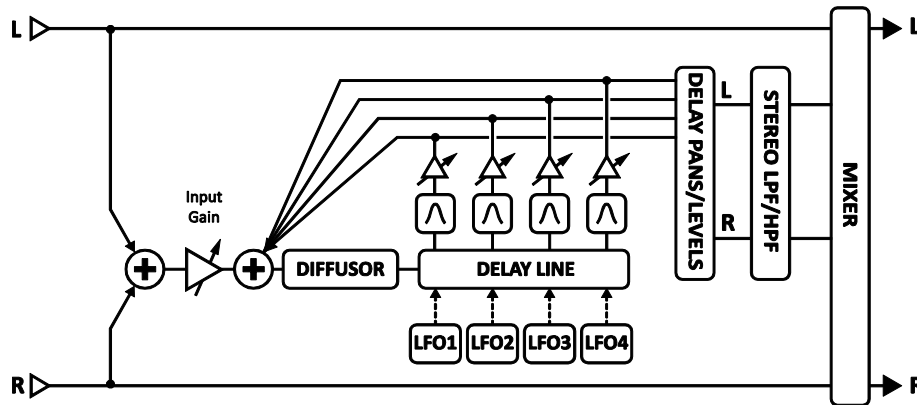 L
L
Input
Gain
DIFFUSOR
DELAY LINE
LFO1
LFO2
LFO3
LFO4
DELAY PANS/LEVELS
L
R
STEREO LPF/HPF
MIXER
R
R